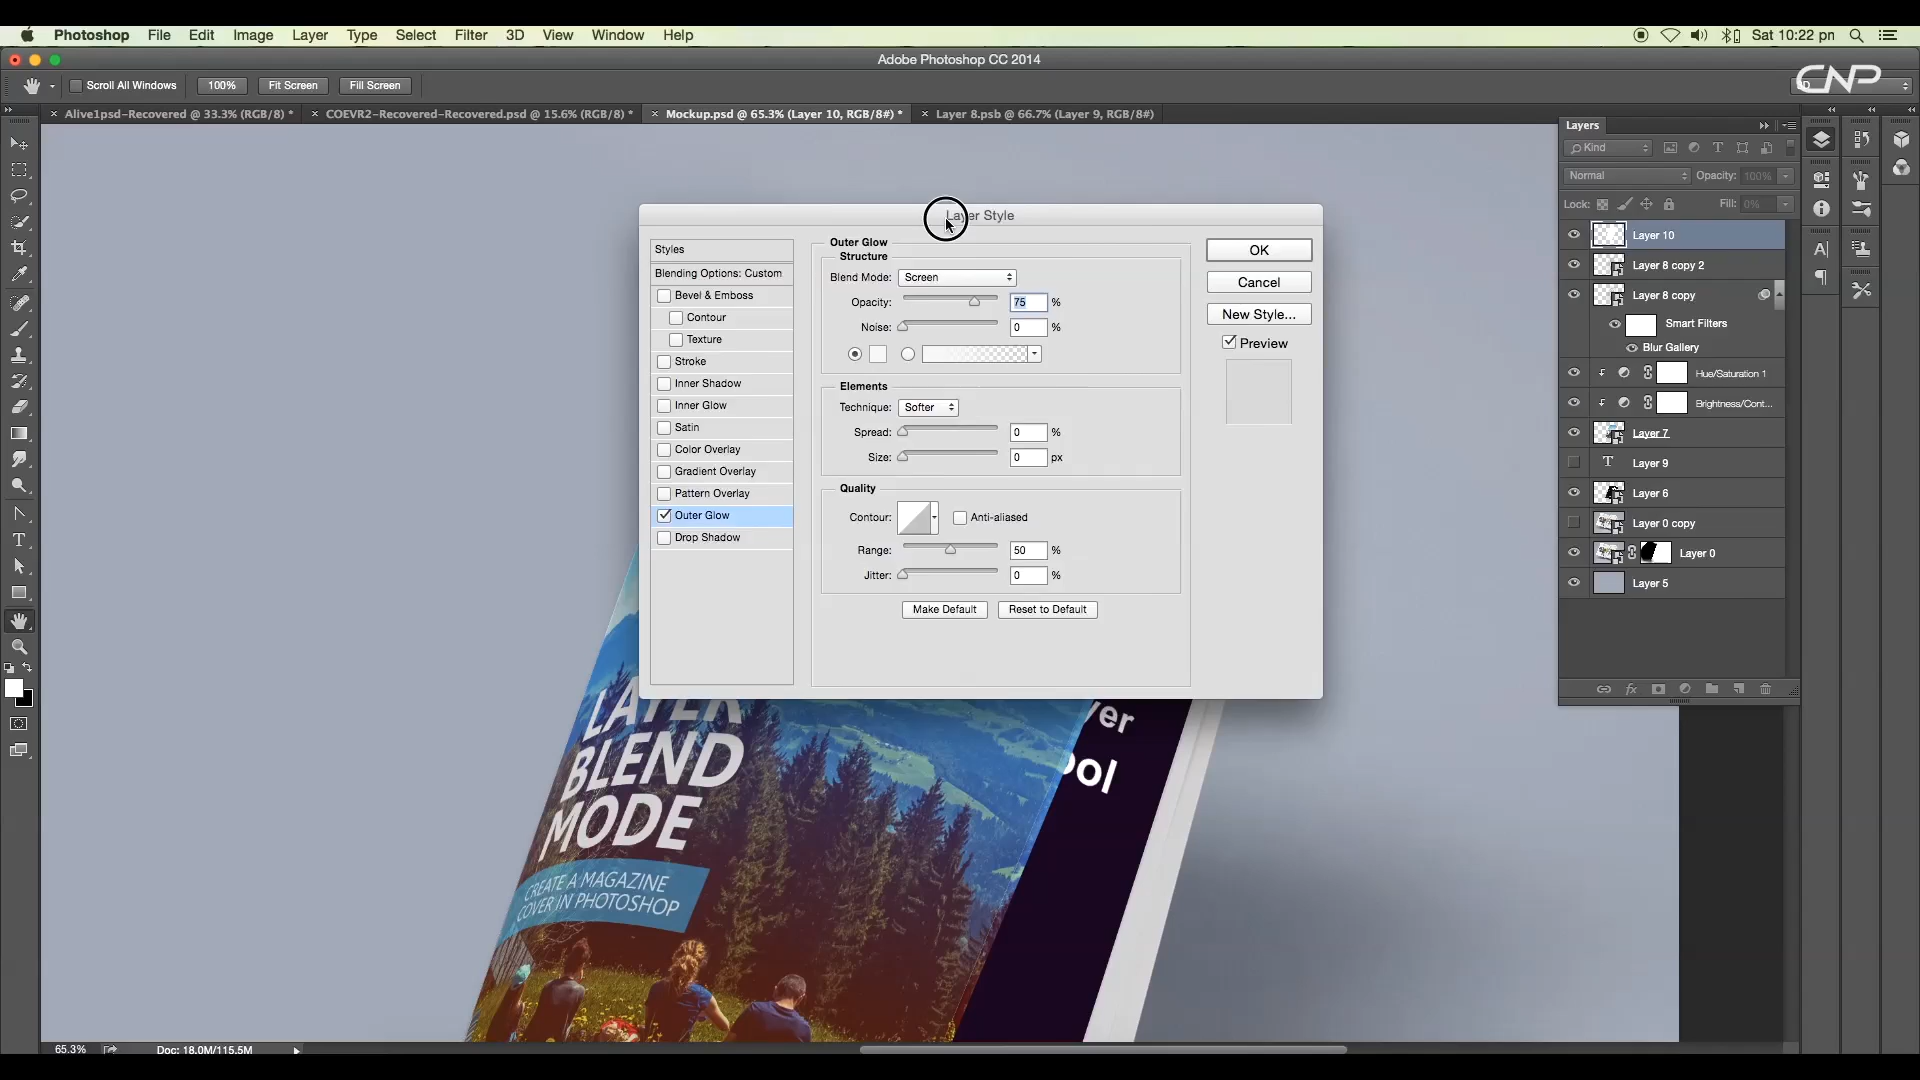 Photoshop File Edit Image Layer Type Select Filter 3D View Window Help
Sat 10:22 pn
Adobe Photoshop CC 2014
Scroll All Windows 100% Fit Screen Fill Screen
CNP
× Alive1psd-Recovered @ 33.3% (RGB/8) * × COEVR2-Recovered-Recovered.psd @ 15.6% (RGB/8) * × Mockup.psd @ 65.3% (Layer 10, RGB/8#) * × Layer 8.psb @ 66.7% (Layer 9, RGB/8#)
Layer Style
Styles
Blending Options: Custom
Bevel & Emboss
Contour
Texture
Stroke
Inner Shadow
Inner Glow
Satin
Color Overlay
Gradient Overlay
Pattern Overlay
Outer Glow
Drop Shadow
Outer Glow
Structure
Blend Mode: Screen
Opacity: 75 %
Noise: 0 %
Elements
Technique: Softer
Spread: 0 %
Size: 0 px
Quality
Contour: Anti-aliased
Range: 50 %
Jitter: 0 %
Make Default Reset to Default
OK
Cancel
New Style...
Preview
Layers
Kind
Normal Opacity: 100%
Lock: Fill: 0%
Layer 10
Layer 8 copy 2
Layer 8 copy
Smart Filters
Blur Gallery
Hue/Saturation 1
Brightness/Cont...
Layer 7
T Layer 9
Layer 6
Layer 0 copy
Layer 0
Layer 5
fx
LAYER
BLEND
MODE
CREATE A MAGAZINE
COVER IN PHOTOSHOP
yer
ool
65.3% Doc: 18.0M/115.5M